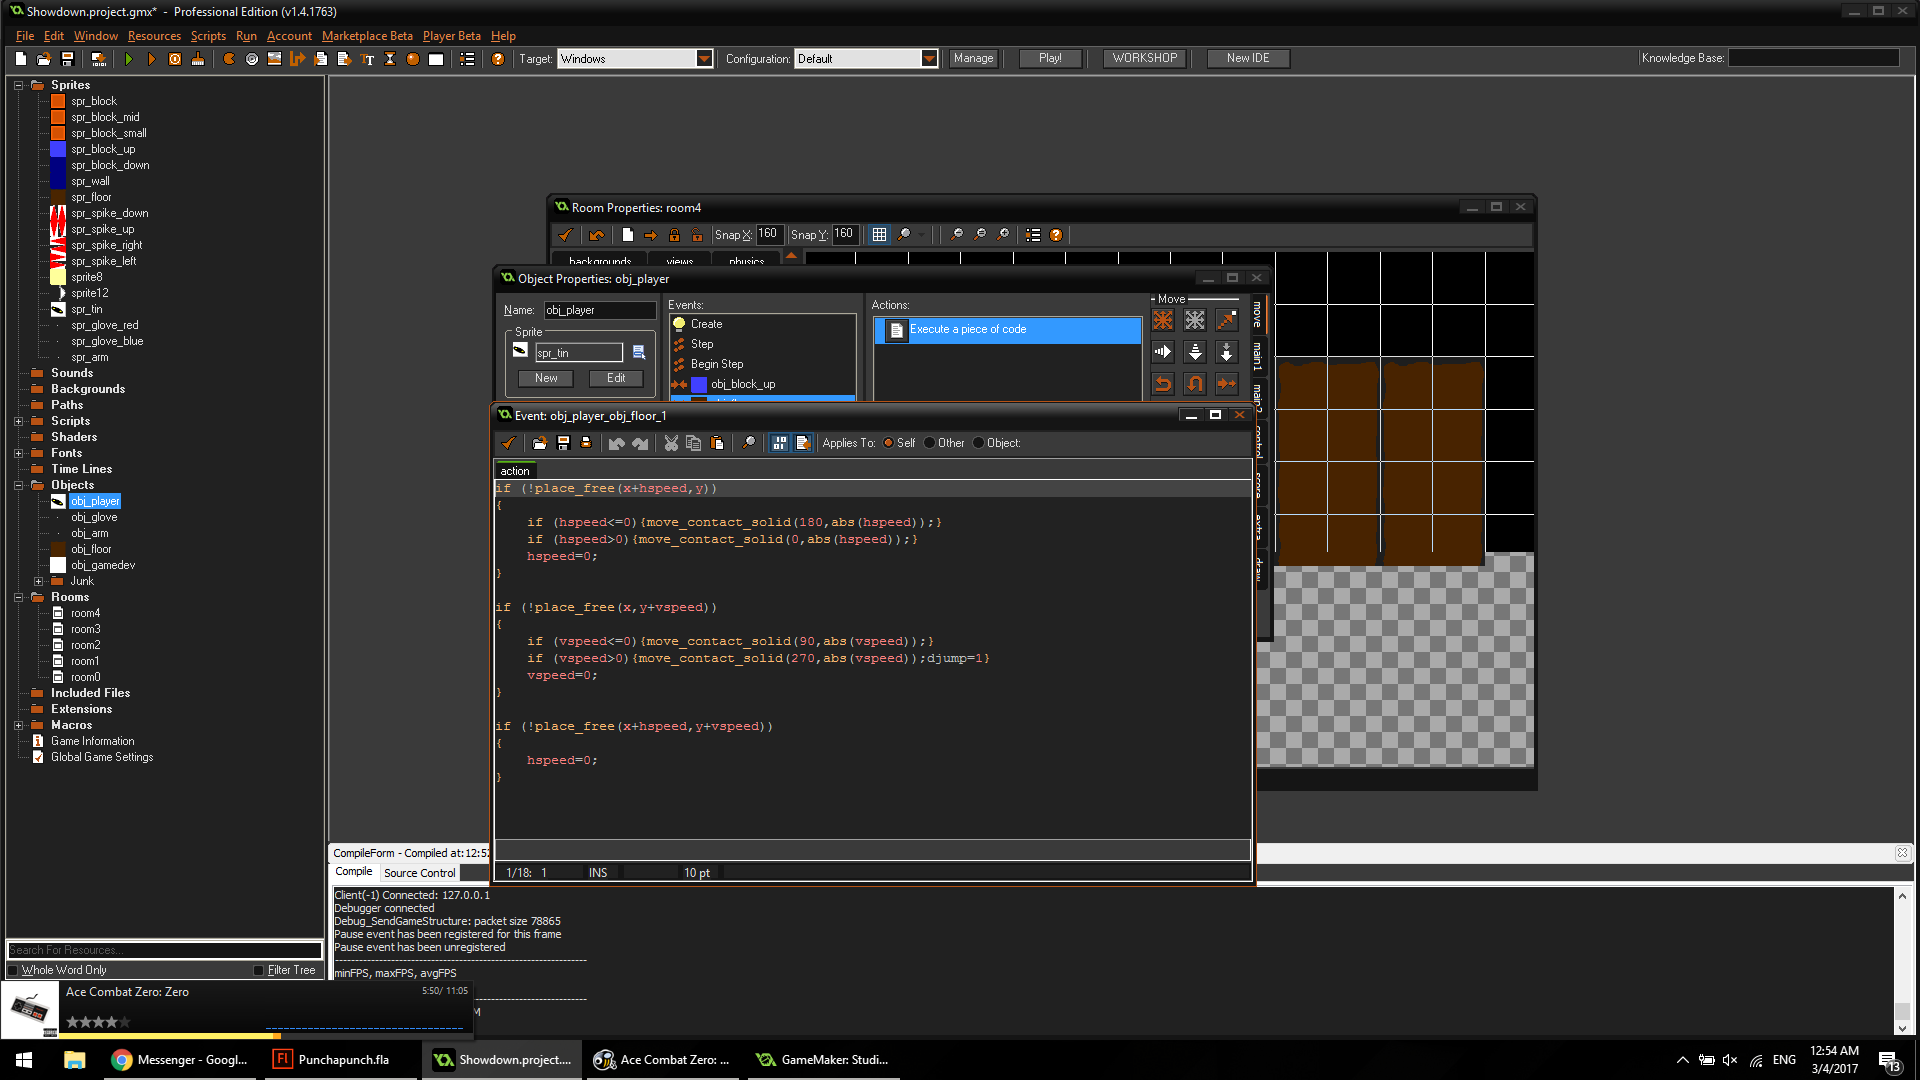 Showdown.project.gmx* - Professional Edition (v1.4.1763)
File Edit Window Resources Scripts Run Account Marketplace Beta Player Beta Help
Target: Windows Configuration: Default Manage Play! WORKSHOP New IDE Knowledge Base:
Sprites
spr_block
spr_block_mid
spr_block_small
spr_block_up
spr_block_down
spr_wall
spr_floor
spr_spike_down
spr_spike_up
spr_spike_right
spr_spike_left
sprite8
sprite12
spr_tin
spr_glove_red
spr_glove_blue
spr_arm
Sounds
Backgrounds
Paths
Scripts
Shaders
Fonts
Time Lines
Objects
obj_player
obj_glove
obj_arm
obj_floor
obj_gamedev
Junk
Rooms
room4
room3
room2
room1
room0
Included Files
Extensions
Macros
Game Information
Global Game Settings
Search For Resources...
Whole Word Only Filter Tree
Room Properties: room4
Snap X: 160 Snap Y: 160
backgrounds views physics
Object Properties: obj_player
Name: obj_player
Sprite
spr_tin
New Edit
Events:
Create
Step
Begin Step
obj_block_up
Actions:
Execute a piece of code
Move
move
main1
main2
control
score
extra
draw
Event: obj_player_obj_floor_1
Applies To: Self Other Object:
action
if (!place_free(x+hspeed,y))
{
if (hspeed<=0){move_contact_solid(180,abs(hspeed));}
if (hspeed>0){move_contact_solid(0,abs(hspeed));}
hspeed=0;
}
if (!place_free(x,y+vspeed))
{
if (vspeed<=0){move_contact_solid(90,abs(vspeed));}
if (vspeed>0){move_contact_solid(270,abs(vspeed));djump=1}
vspeed=0;
}
if (!place_free(x+hspeed,y+vspeed))
{
hspeed=0;
}
1/18: 1 INS 10 pt
CompileForm - Compiled at:12:5
Compile Source Control
Client(-1) Connected: 127.0.0.1
Debugger connected
Debug_SendGameStructure: packet size 78865
Pause event has been registered for this frame
Pause event has been unregistered
minFPS, maxFPS, avgFPS
M
Ace Combat Zero: Zero 5:50/ 11:05
Messenger - Googl...
Punchapunch.fla
Showdown.project....
Ace Combat Zero: ...
GameMaker: Studi...
ENG
12:54 AM
3/4/2017
13